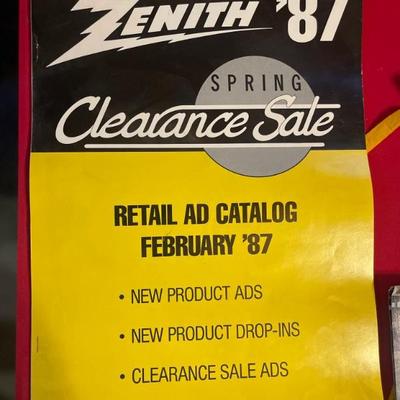 ZENITH '87
SPRING
Clearance Sale
RETAIL AD CATALOG
FEBRUARY '87
• NEW PRODUCT ADS
• NEW PRODUCT DROP-INS
• CLEARANCE SALE ADS